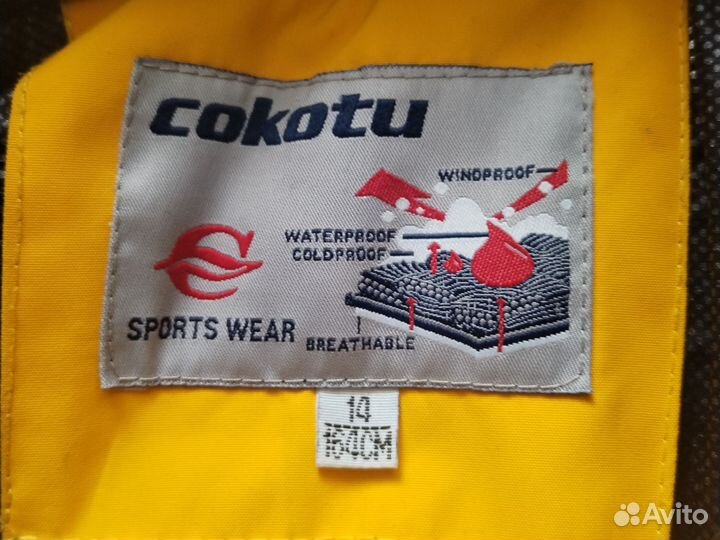 cokotu
WINDPROOF
WATERPROOF
COLDPROOF
SPORTS WEAR
BREATHABLE
14
164CM
Avito